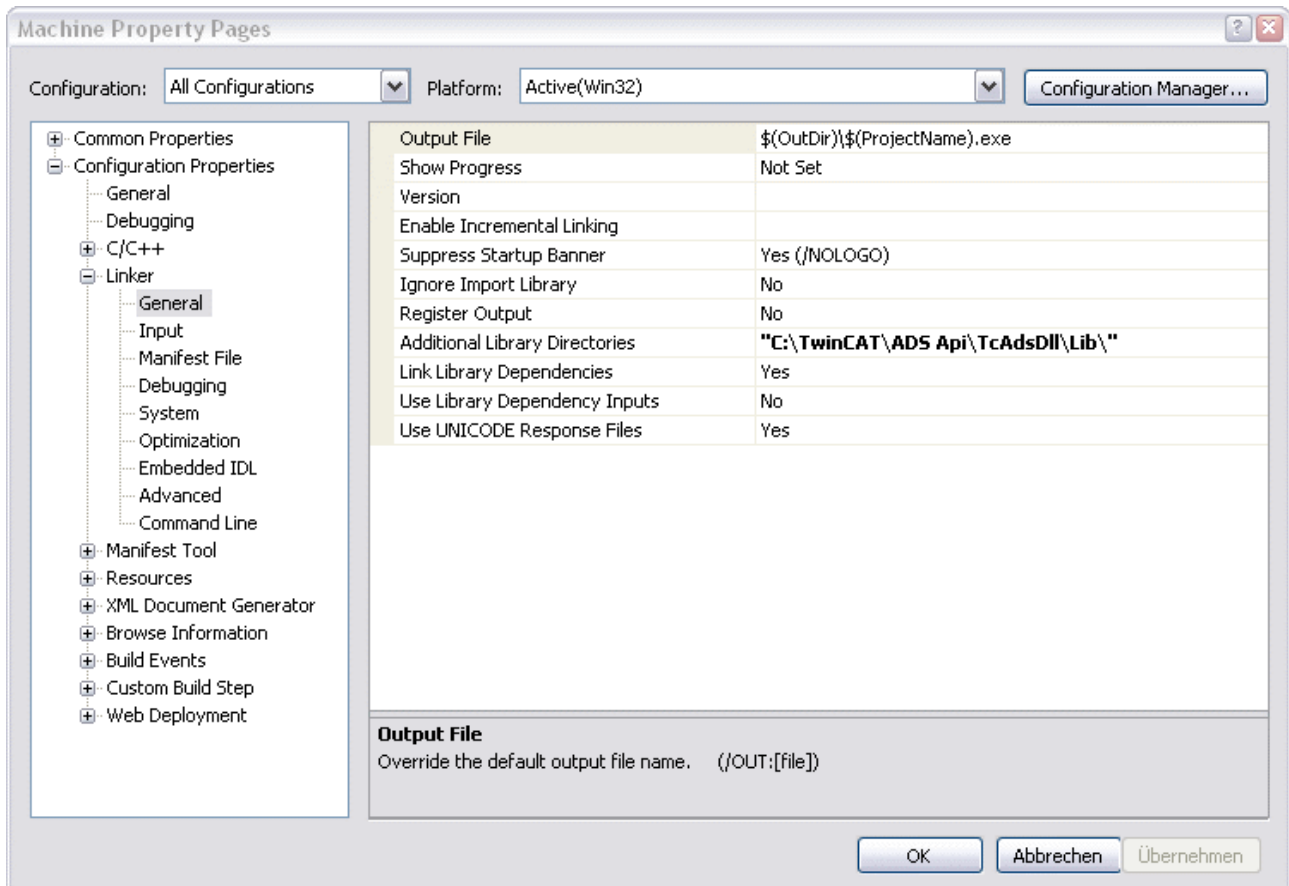 Machine Property Pages
Configuration: All Configurations Platform: Active(Win32) Configuration Manager...
Common Properties
Configuration Properties
General
Debugging
C/C++
Linker
General
Input
Manifest File
Debugging
System
Optimization
Embedded IDL
Advanced
Command Line
Manifest Tool
Resources
XML Document Generator
Browse Information
Build Events
Custom Build Step
Web Deployment
Output File $(OutDir)\$(ProjectName).exe
Show Progress Not Set
Version
Enable Incremental Linking
Suppress Startup Banner Yes (/NOLOGO)
Ignore Import Library No
Register Output No
Additional Library Directories "C:\TwinCAT\ADS Api\TcAdsDll\Lib\"
Link Library Dependencies Yes
Use Library Dependency Inputs No
Use UNICODE Response Files Yes
Output File
Override the default output file name. (/OUT:[file])
OK Abbrechen Übernehmen